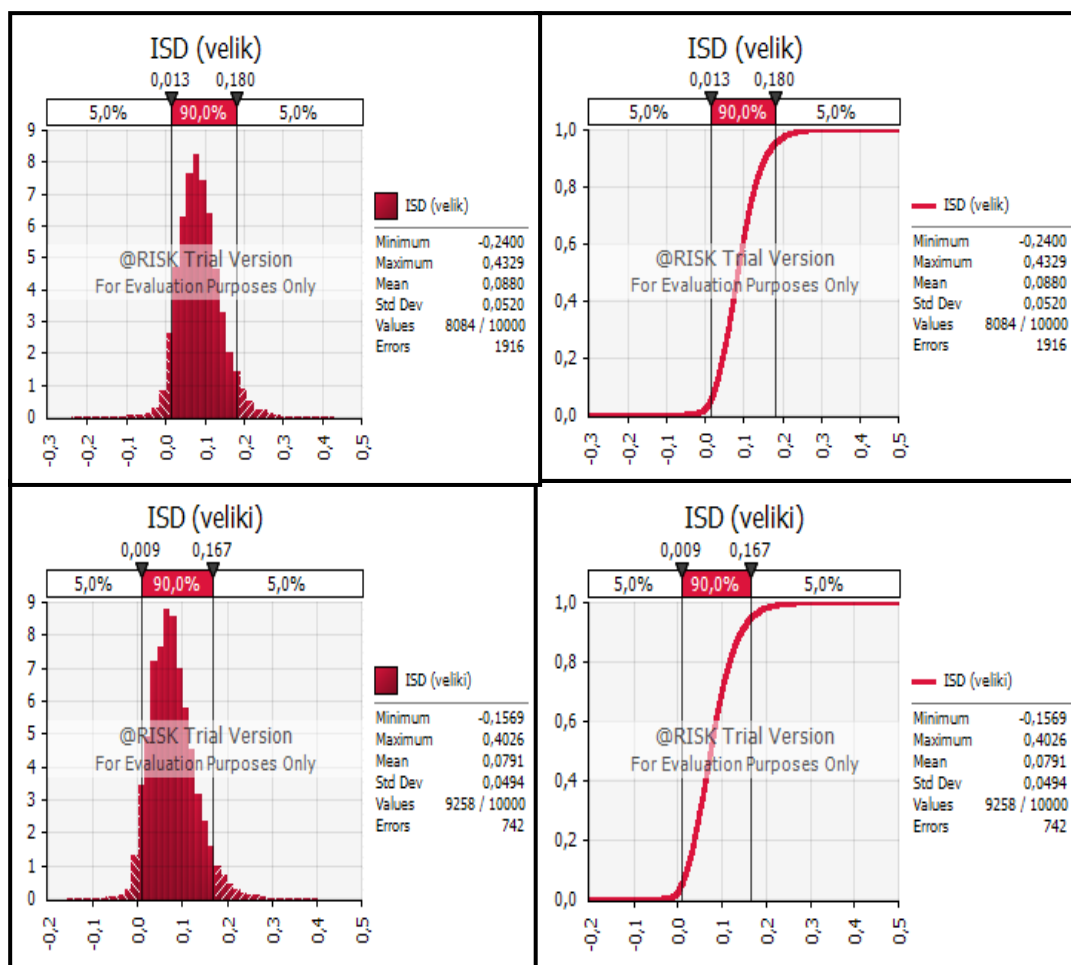 ISD (velik)
0,013 0,180
5,0% 90,0% 5,0%
9
8
7
6
5
4
3
2
1
0
-0,3 -0,2 -0,1 0,0 0,1 0,2 0,3 0,4 0,5
@RISK Trial Version
For Evaluation Purposes Only
ISD (velik)
Minimum -0,2400
Maximum 0,4329
Mean 0,0880
Std Dev 0,0520
Values 8084 / 10000
Errors 1916
ISD (velik)
0,013 0,180
5,0% 90,0% 5,0%
1,0
0,8
0,6
0,4
0,2
0,0
-0,3 -0,2 -0,1 0,0 0,1 0,2 0,3 0,4 0,5
@RISK Trial Version
For Evaluation Purposes Only
ISD (velik)
Minimum -0,2400
Maximum 0,4329
Mean 0,0880
Std Dev 0,0520
Values 8084 / 10000
Errors 1916
ISD (veliki)
0,009 0,167
5,0% 90,0% 5,0%
9
8
7
6
5
4
3
2
1
0
-0,2 -0,1 0,0 0,1 0,2 0,3 0,4 0,5
@RISK Trial Version
For Evaluation Purposes Only
ISD (veliki)
Minimum -0,1569
Maximum 0,4026
Mean 0,0791
Std Dev 0,0494
Values 9258 / 10000
Errors 742
ISD (veliki)
0,009 0,167
5,0% 90,0% 5,0%
1,0
0,8
0,6
0,4
0,2
0,0
-0,2 -0,1 0,0 0,1 0,2 0,3 0,4 0,5
@RISK Trial Version
For Evaluation Purposes Only
ISD (veliki)
Minimum -0,1569
Maximum 0,4026
Mean 0,0791
Std Dev 0,0494
Values 9258 / 10000
Errors 742